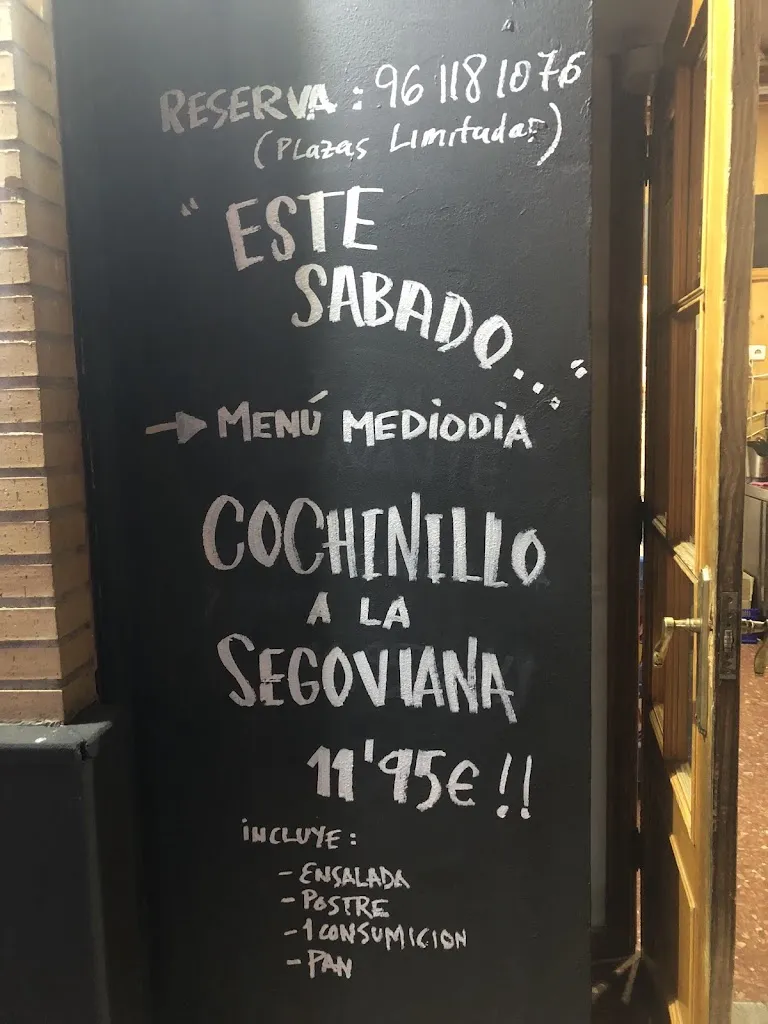 RESERVA : 96 118 10 76
(PLazas Limitadas)
" ESTE
SABADO... "
→ MENÚ MEDIODIA
COCHINILLO
A LA
SEGOVIANA
11'95€ !!
iNCLUYE :
- ENSALADA
- POSTRE
- 1 CONSUMICION
- PAN